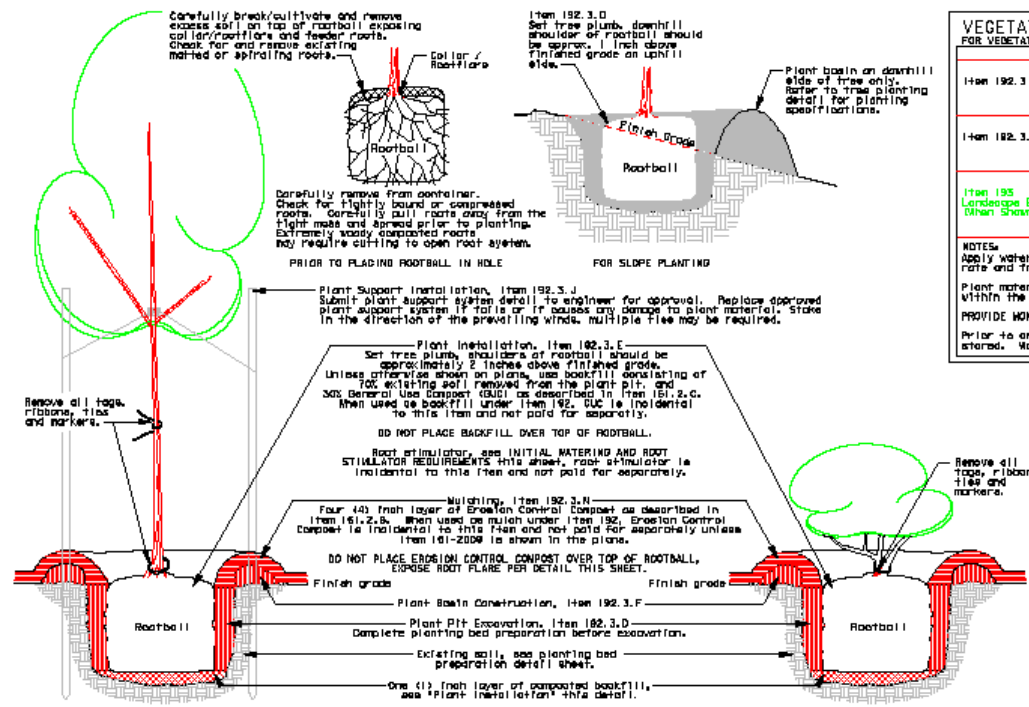 Carefully break/cultivate and remove
excess soil on top of rootball exposing
collar/rootflare and feeder roots.
Check for and remove existing
matted or spiraling roots.
Collar /
Rootflare
Rootball
Carefully remove from container.
Check for tightly bound or compressed
roots. Carefully pull roots away from the
tight mass and spread prior to planting.
Extremely woody compacted roots
may require cutting to open root system.
PRIOR TO PLACING ROOTBALL IN HOLE
Item 192.3.D
Set tree plumb, downhill
shoulder of rootball should
be approx. 1 inch above
finished grade on uphill
side.
Plant basin on downhill
side of tree only.
Refer to tree planting
detail for planting
specifications.
Finish Grade
Rootball
FOR SLOPE PLANTING
VEGETA
FOR VEGETAT
Item 192.3
Item 192.3.
Item 193
Landscape E
(When Show
NOTES:
Apply water
rate and fr
Plant mater
within the
PROVIDE MON
Prior to or
stored. Wa
Plant Support Installation, Item 192.3.J
Submit plant support system detail to engineer for approval. Replace approved
plant support system if fails or if causes any damage to plant material. Stake
in the direction of the prevailing winds, multiple ties may be required.
Plant Installation, Item 192.3.E
Set tree plumb, shoulders of rootball should be
approximately 2 inches above finished grade.
Unless otherwise shown on plans, use backfill consisting of
70% existing soil removed from the plant pit, and
30% General Use Compost (GUC) as described in Item 161.2.C.
When used as backfill under Item 192, GUC is incidental
to this item and not paid for separatly.
DO NOT PLACE BACKFILL OVER TOP OF ROOTBALL.
Root stimulator, see INITIAL WATERING AND ROOT
STIMULATOR REQUIREMENTS this sheet, root stimulator is
incidental to this item and not paid for separately.
Remove all tags,
ribbons, ties
and markers.
Remove all
tags, ribbon
ties and
markers.
Mulching, Item 192.3.N
Four (4) inch layer of Erosion Control Compost as described in
Item 161.2.B. When used as mulch under Item 192, Erosion Control
Compost is incidental to this item and not paid for separately unless
Item 161-2009 is shown in the plans.
DO NOT PLACE EROSION CONTROL COMPOST OVER TOP OF ROOTBALL,
EXPOSE ROOT FLARE PER DETAIL THIS SHEET.
Finish grade
Finish grade
Plant Basin Construction, Item 192.3.F
Rootball
Plant Pit Excavation, Item 192.3.D
Complete planting bed preparation before excavation.
Rootball
Existing soil, see planting bed
preparation detail sheet.
One (1) inch layer of compacted backfill,
see "Plant Installation" this detail.